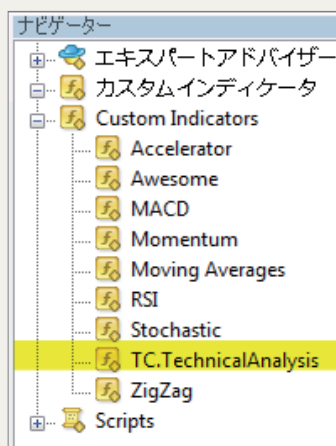 ナビゲーター
エキスパートアドバイザー
カスタムインディケータ
Custom Indicators
Accelerator
Awesome
MACD
Momentum
Moving Averages
RSI
Stochastic
TC.TechnicalAnalysis
ZigZag
Scripts